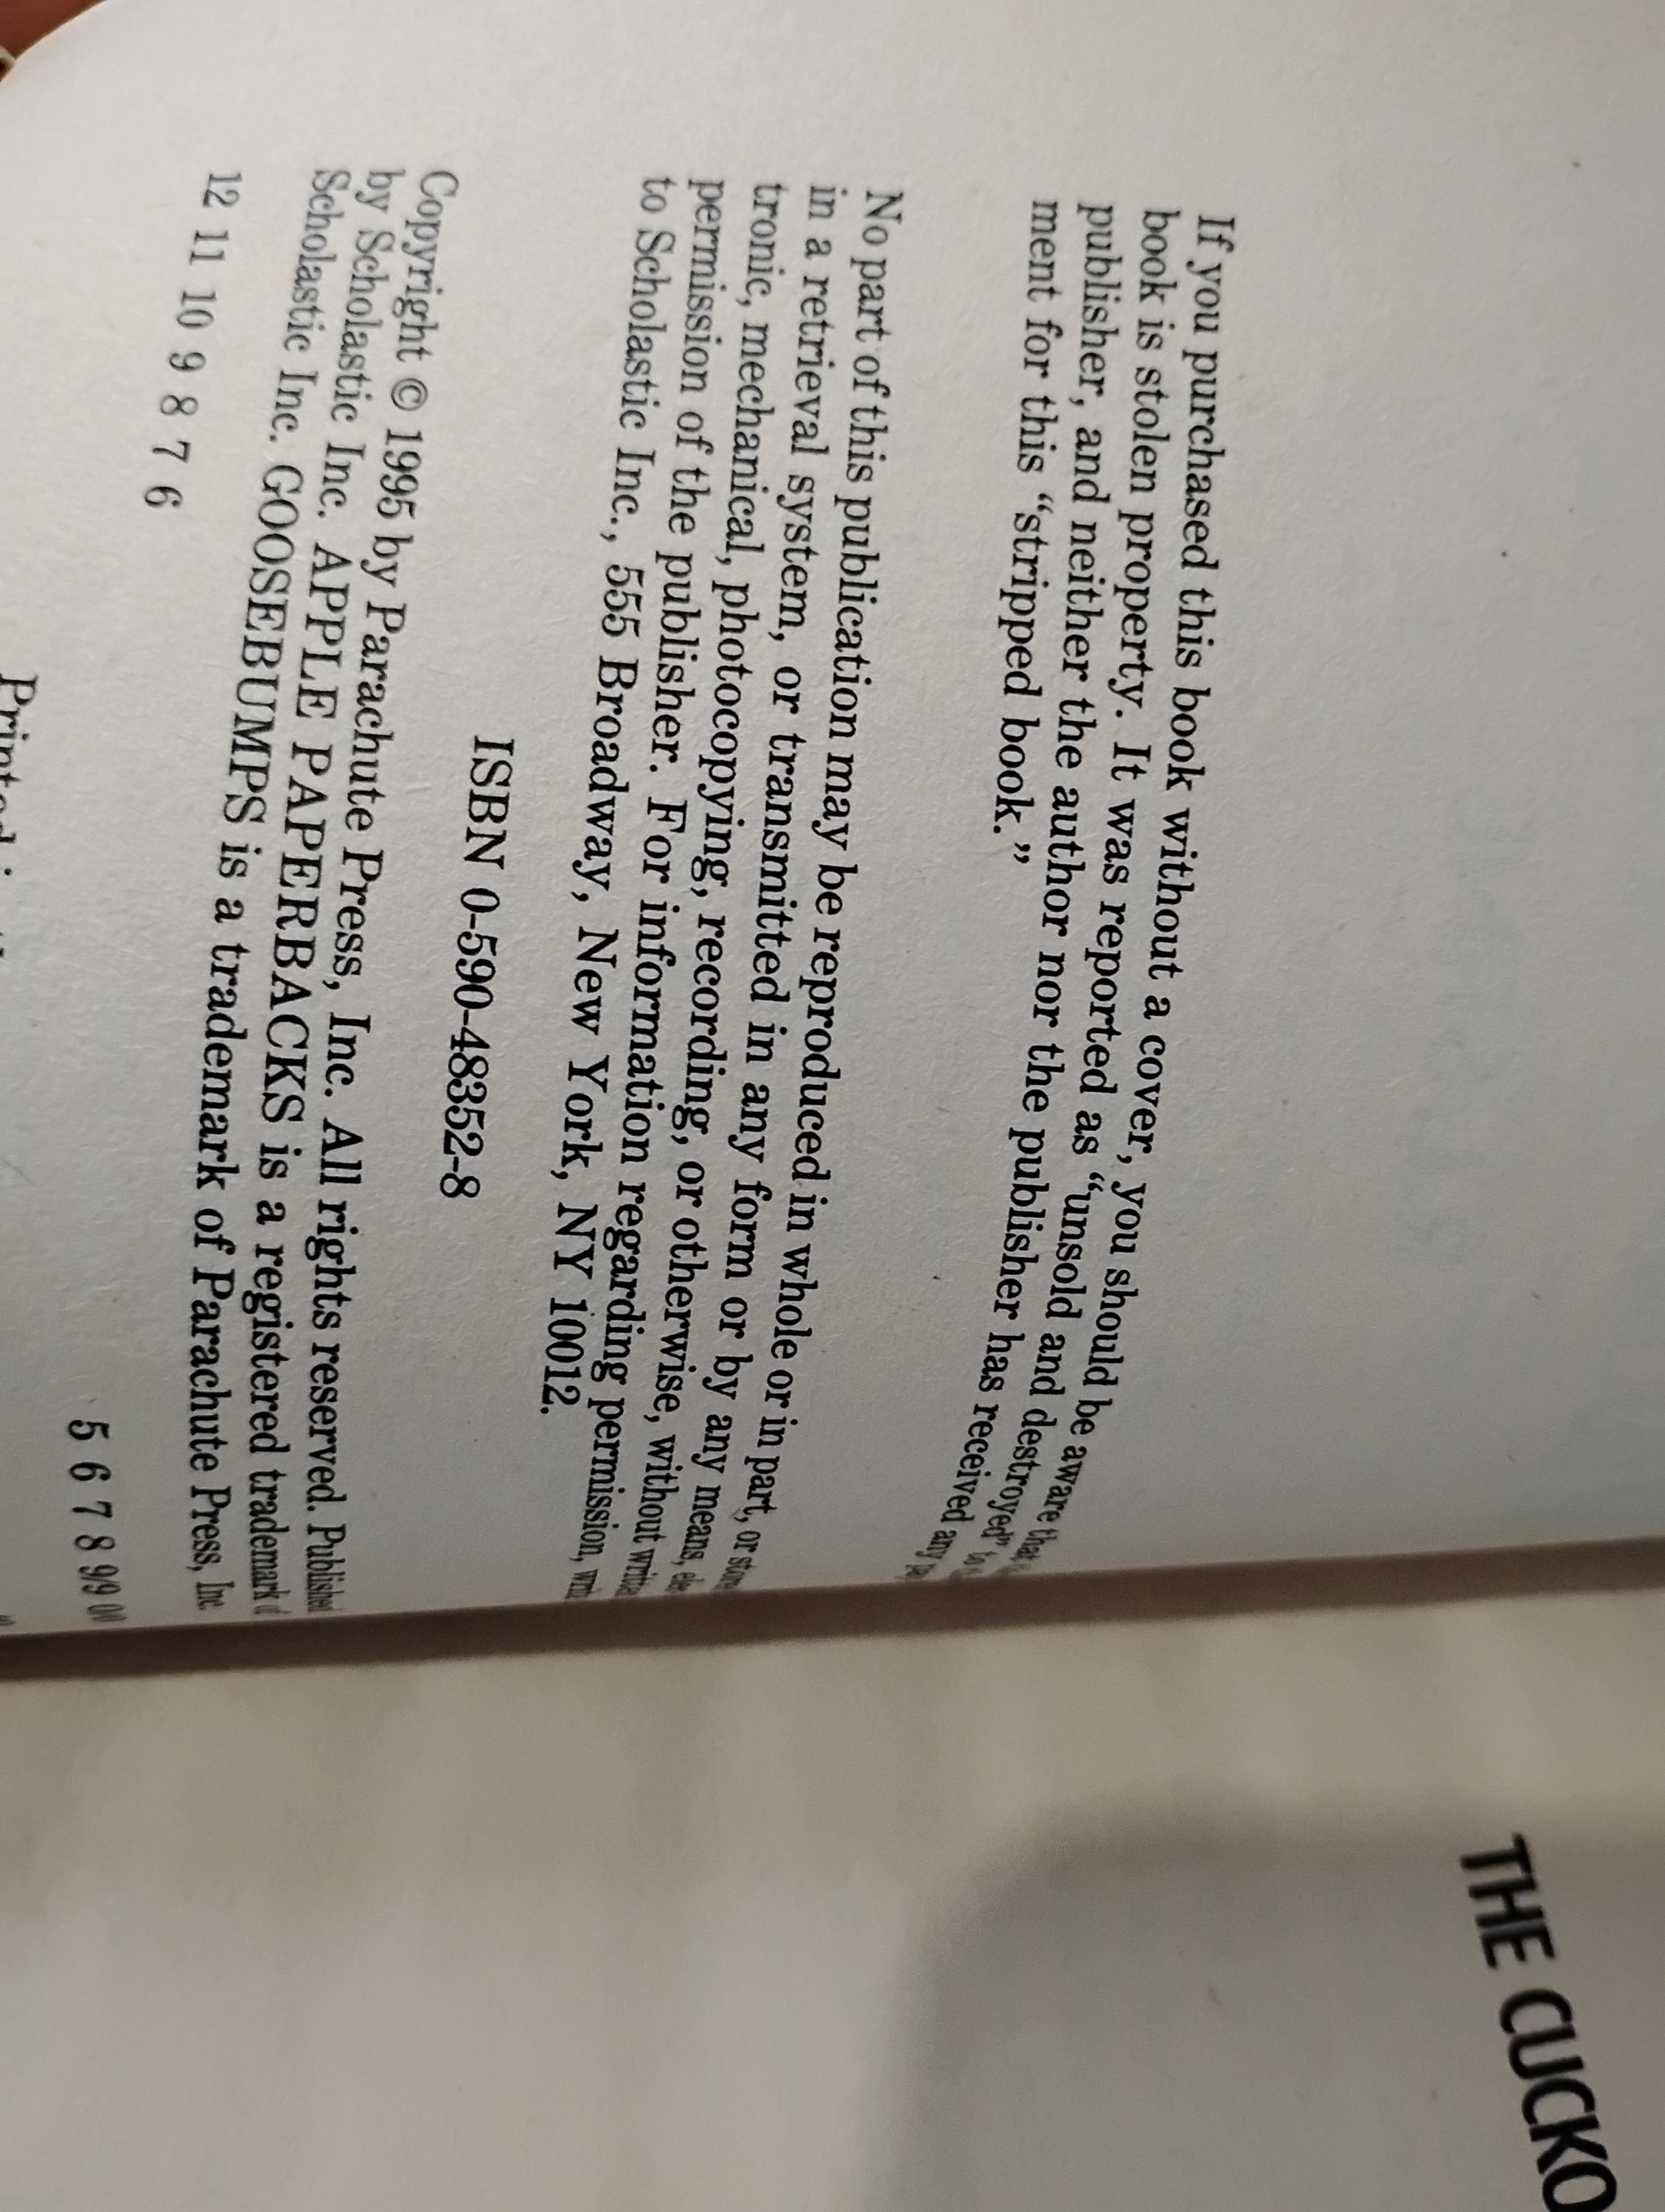 If you purchased this book without a cover, you should be aware that
book is stolen property. It was reported as “unsold and destroyed”
publisher, and neither the author nor the publisher has received any
ment for this “stripped book.”
No part of this publication may be reproduced in whole or in part, or
in a retrieval system, or transmitted in any form or by any means,
tronic, mechanical, photocopying, recording, or otherwise, without
permission of the publisher. For information regarding permission,
to Scholastic Inc., 555 Broadway, New York, NY 10012.
ISBN 0-590-48352-8
Copyright © 1995 by Parachute Press, Inc. All rights reserved. Published
by Scholastic Inc. APPLE PAPERBACKS is a registered trademark of
Scholastic Inc. GOOSEBUMPS is a trademark of Parachute Press, Inc
12 11 10 9 8 7 6
5 6 7 8 9/9
THE CUCKO